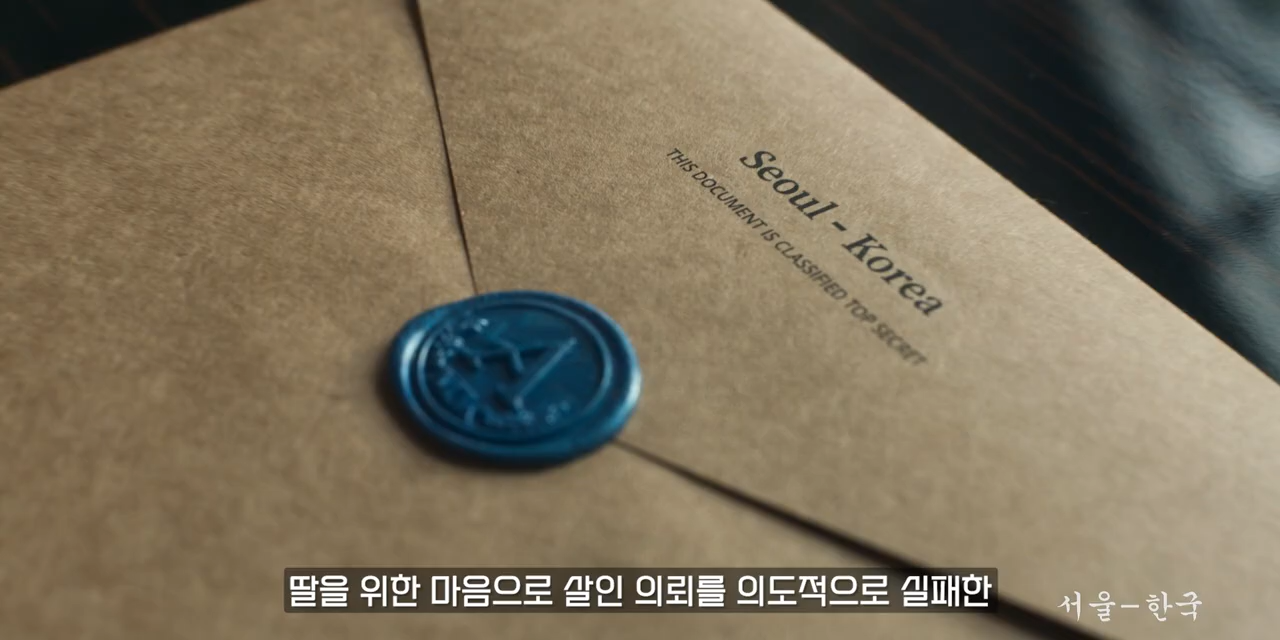 Seoul - Korea
THIS DOCUMENT IS CLASSIFIED TOP SECRET
A
딸을 위한 마음으로 살인 의뢰를 의도적으로 실패한
서울-한국